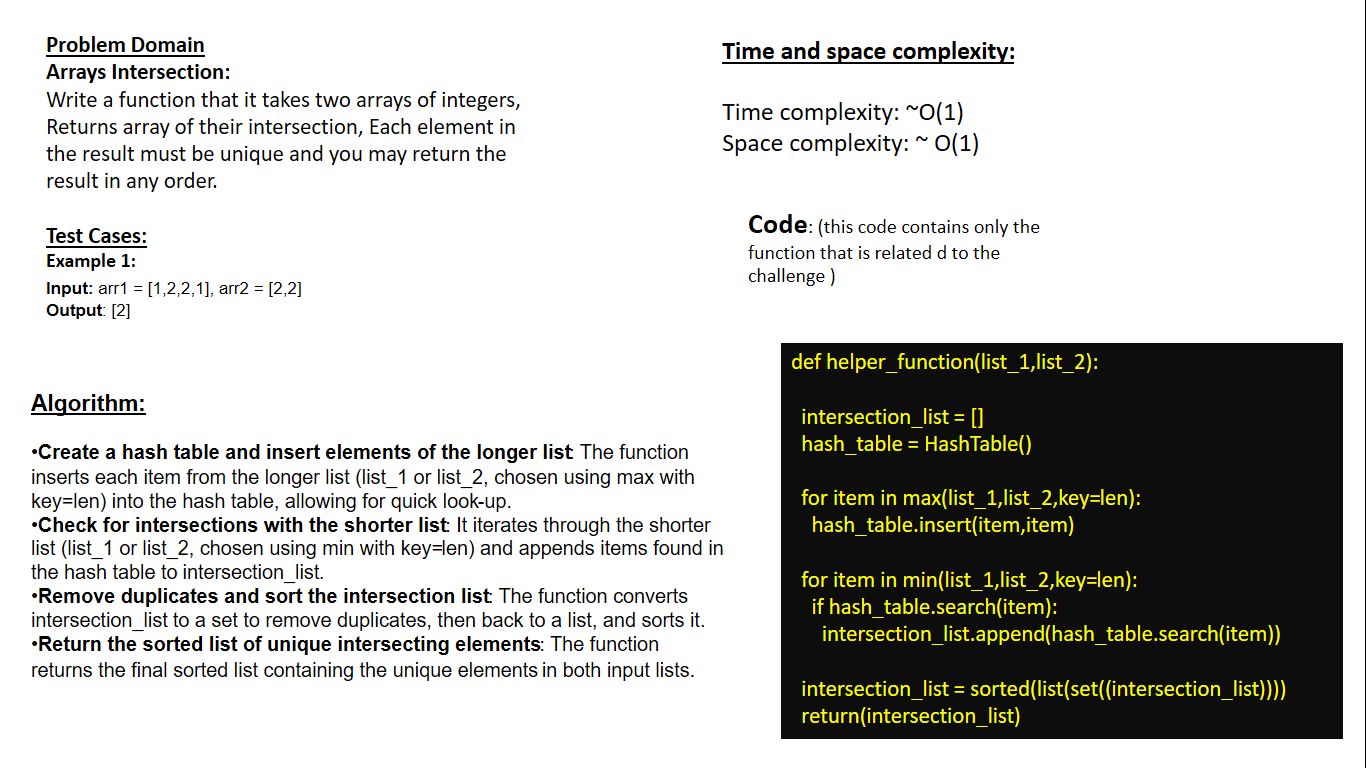 Problem Domain
Arrays Intersection:
Write a function that it takes two arrays of integers,
Returns array of their intersection, Each element in
the result must be unique and you may return the
result in any order.
Test Cases:
Example 1:
Input: arr1 = [1,2,2,1], arr2 = [2,2]
Output: [2]
Algorithm:
•Create a hash table and insert elements of the longer list: The function
inserts each item from the longer list (list_1 or list_2, chosen using max with
key=len) into the hash table, allowing for quick look-up.
•Check for intersections with the shorter list: It iterates through the shorter
list (list_1 or list_2, chosen using min with key=len) and appends items found in
the hash table to intersection_list.
•Remove duplicates and sort the intersection list: The function converts
intersection_list to a set to remove duplicates, then back to a list, and sorts it.
•Return the sorted list of unique intersecting elements: The function
returns the final sorted list containing the unique elements in both input lists.
Time and space complexity:
Time complexity: ~O(1)
Space complexity: ~ O(1)
Code: (this code contains only the
function that is related d to the
challenge )
def helper_function(list_1,list_2):
intersection_list = []
hash_table = HashTable()
for item in max(list_1,list_2,key=len):
hash_table.insert(item,item)
for item in min(list_1,list_2,key=len):
if hash_table.search(item):
intersection_list.append(hash_table.search(item))
intersection_list = sorted(list(set((intersection_list))))
return(intersection_list)